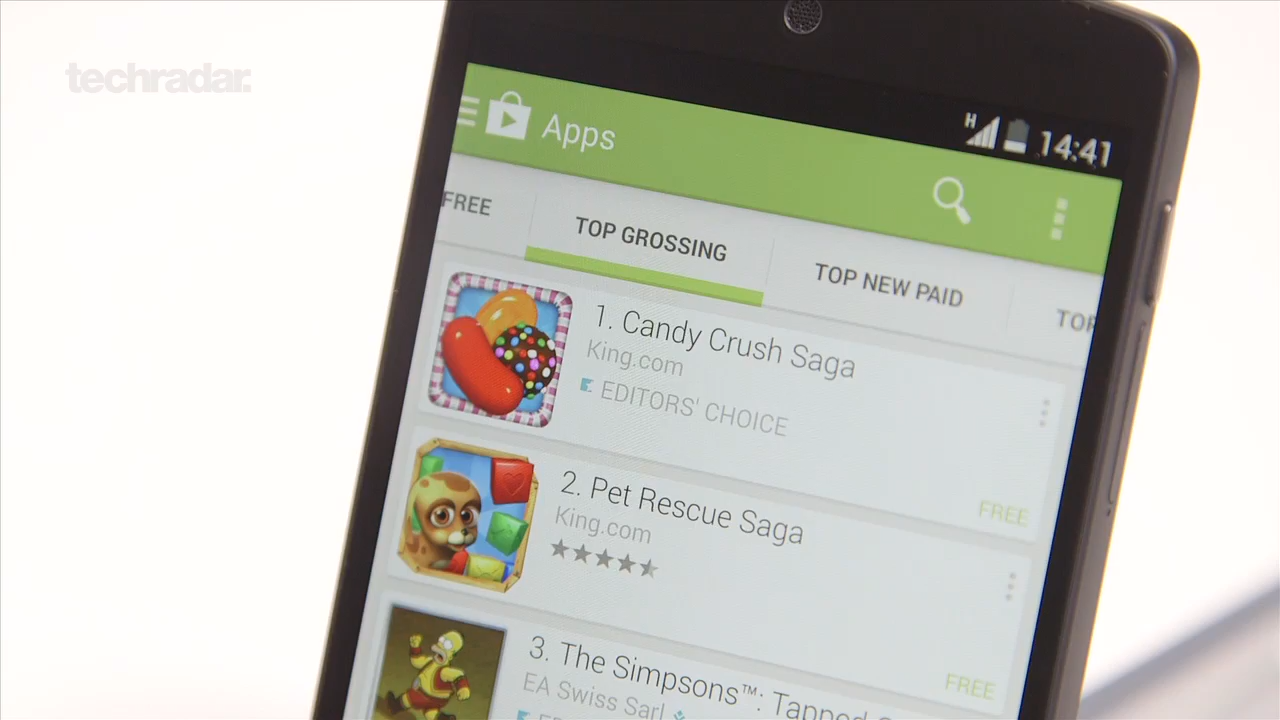 techradar.
H 14:41
Apps
FREE
TOP GROSSING
TOP NEW PAID
1. Candy Crush Saga
King.com
EDITORS' CHOICE
FREE
2. Pet Rescue Saga
King.com
FREE
3. The Simpsons™: Tapped
EA Swiss Sarl